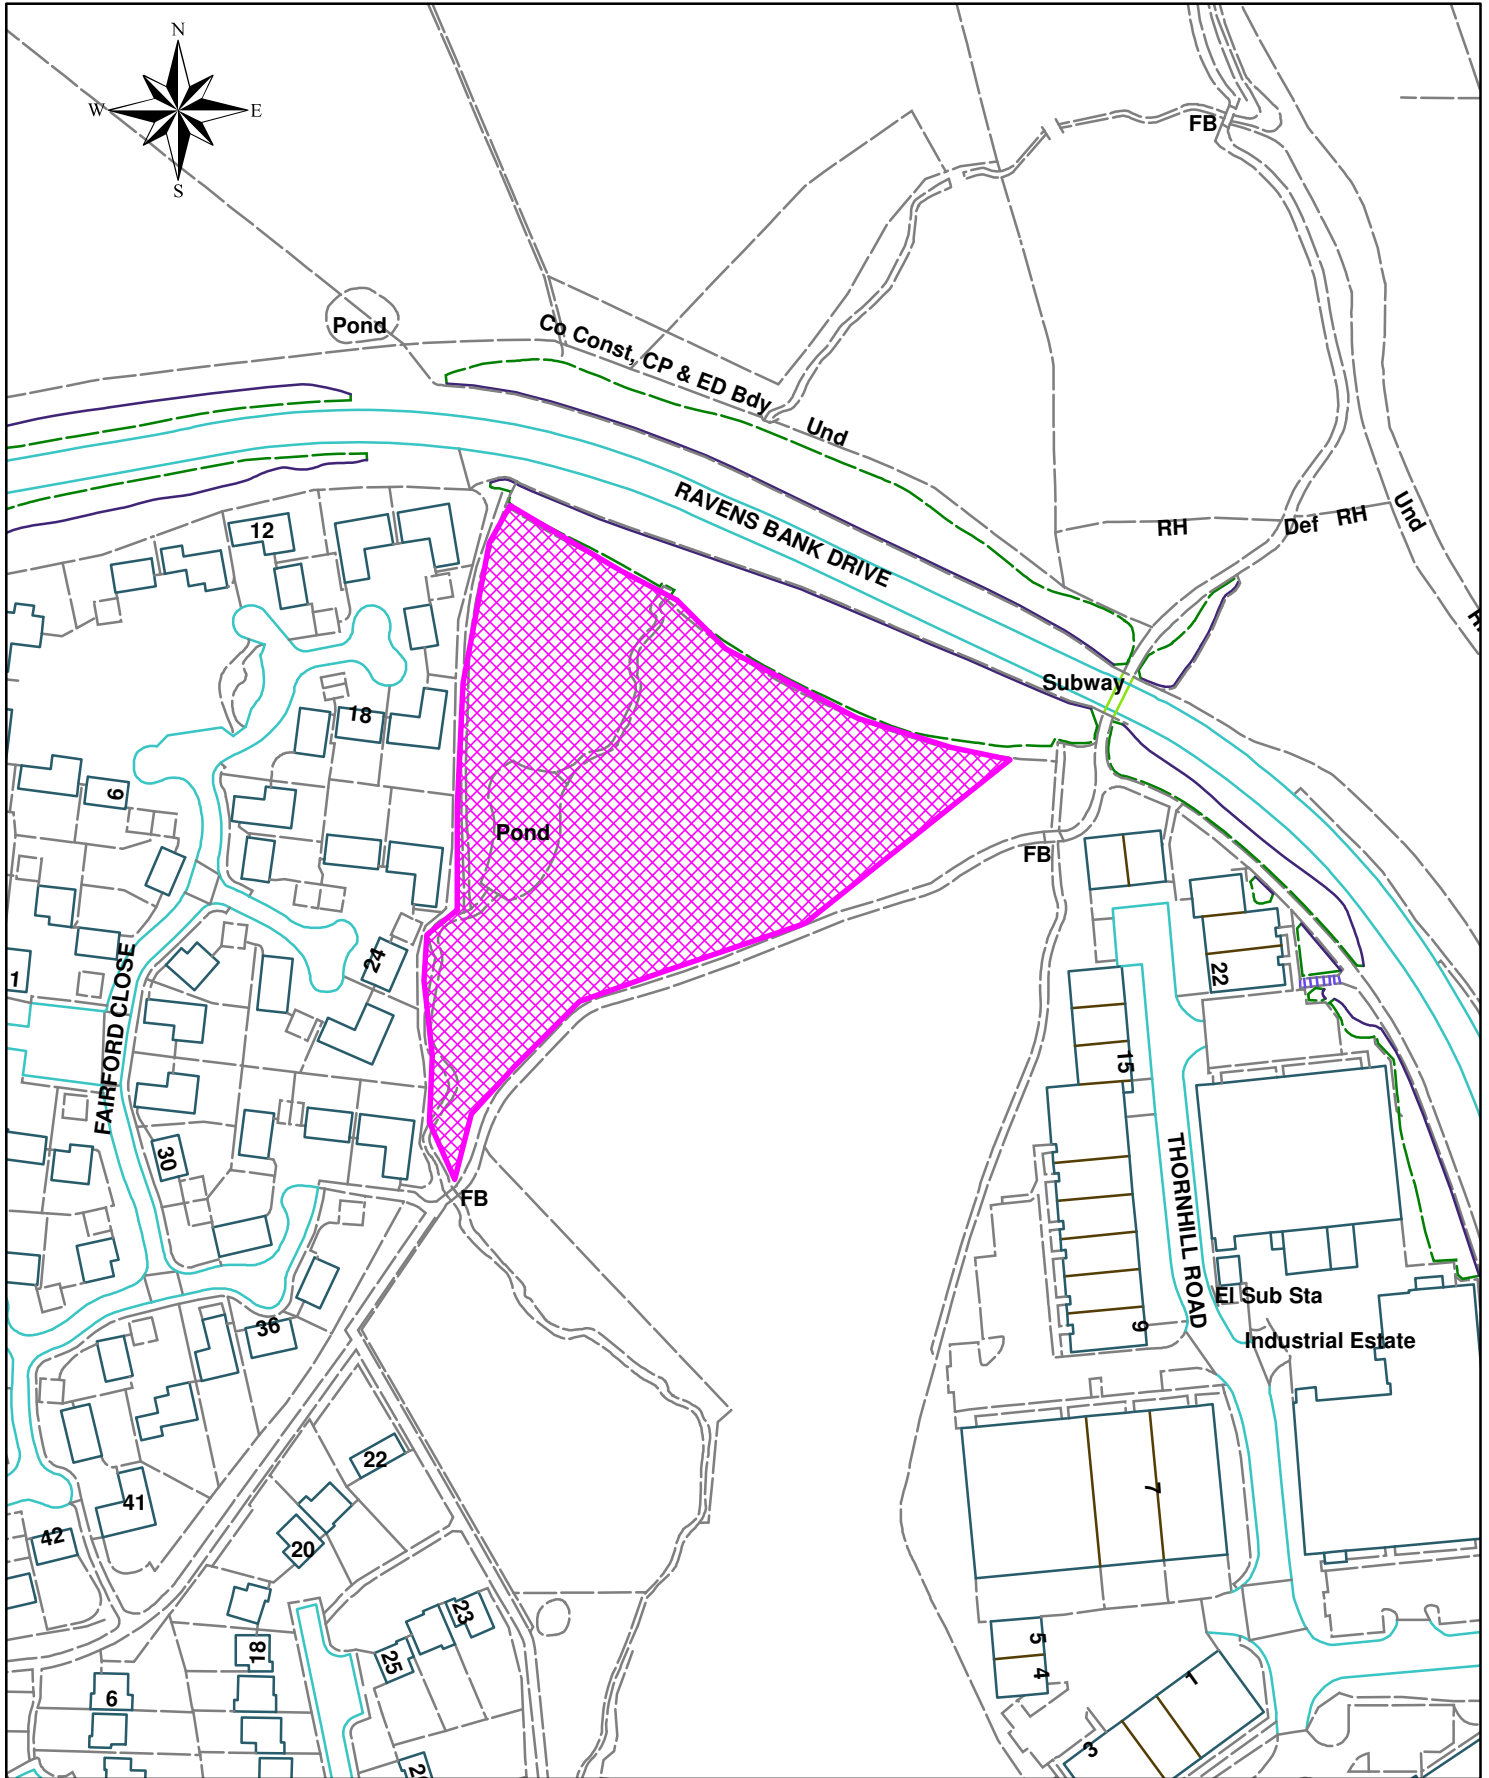 N
W
E
S
FB
Pond
Co Const, CP & ED Bdy
Und
RAVENS BANK DRIVE
RH
Def
RH
Und
12
Subway
18
6
Pond
FB
24
1
22
FAIRFORD CLOSE
15
30
THORNHILL ROAD
FB
El Sub Sta
9
36
Industrial Estate
22
7
41
42
20
23
5
18
25
4
6
1
3